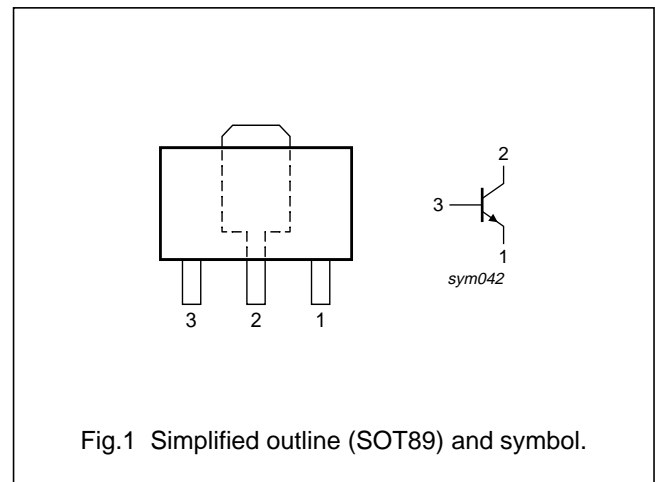 2
3
1
sym042
3 2 1
Fig.1 Simplified outline (SOT89) and symbol.